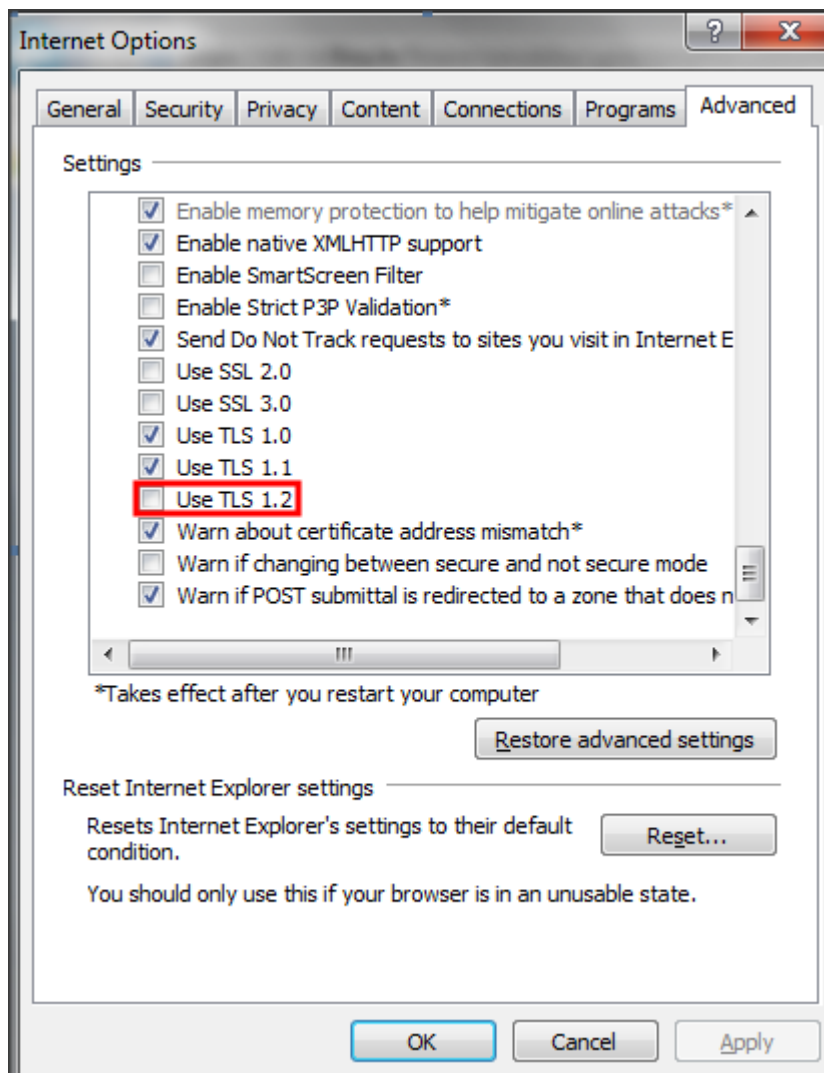 Internet Options
General Security Privacy Content Connections Programs Advanced
Settings
Enable memory protection to help mitigate online attacks*
Enable native XMLHTTP support
Enable SmartScreen Filter
Enable Strict P3P Validation*
Send Do Not Track requests to sites you visit in Internet E
Use SSL 2.0
Use SSL 3.0
Use TLS 1.0
Use TLS 1.1
Use TLS 1.2
Warn about certificate address mismatch*
Warn if changing between secure and not secure mode
Warn if POST submittal is redirected to a zone that does n
*Takes effect after you restart your computer
Restore advanced settings
Reset Internet Explorer settings
Resets Internet Explorer's settings to their default
condition.
Reset...
You should only use this if your browser is in an unusable state.
OK Cancel Apply